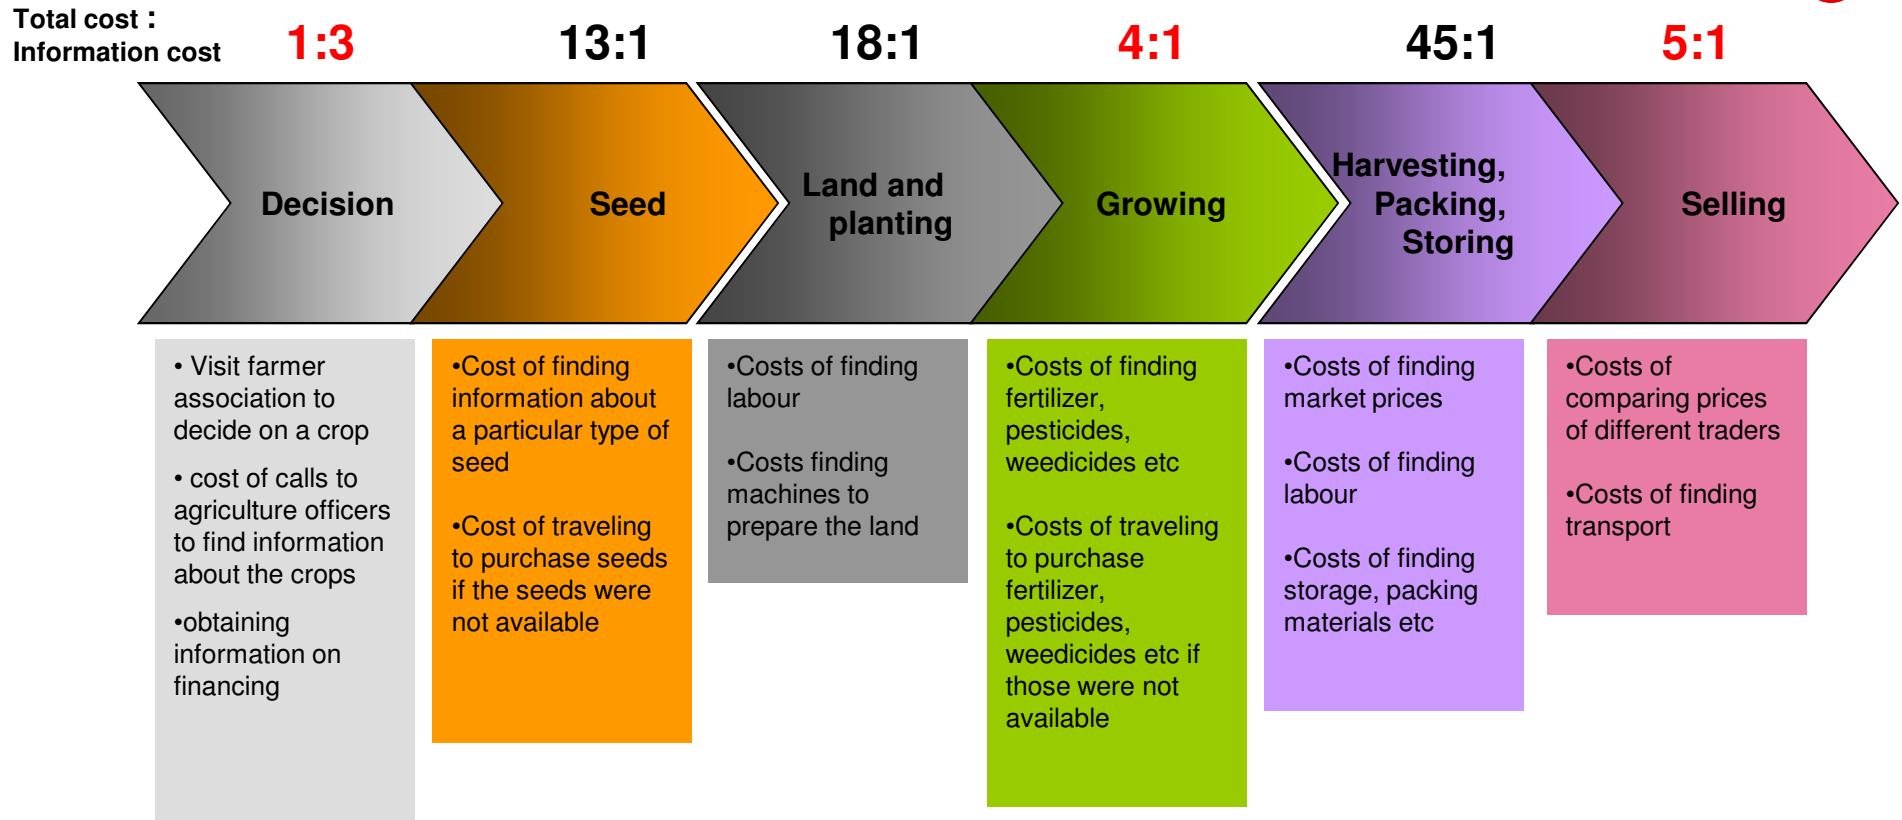 Total cost :
Information cost
1:3
13:1
18:1
4:1
45:1
5:1
Decision
Seed
Land and
planting
Growing
Harvesting,
Packing,
Storing
Selling
• Visit farmer
association to
decide on a crop
• cost of calls to
agriculture officers
to find information
about the crops
•obtaining
information on
financing
•Cost of finding
information about
a particular type of
seed
•Cost of traveling
to purchase seeds
if the seeds were
not available
•Costs of finding
labour
•Costs finding
machines to
prepare the land
•Costs of finding
fertilizer,
pesticides,
weedicides etc
•Costs of traveling
to purchase
fertilizer,
pesticides,
weedicides etc if
those were not
available
•Costs of finding
market prices
•Costs of finding
labour
•Costs of finding
storage, packing
materials etc
•Costs of
comparing prices
of different traders
•Costs of finding
transport